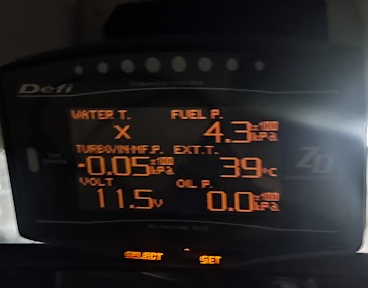 Defi
WATER T. FUEL P.
X 4.3 x100 kPa
TURBO/IN-MF.P. EXT.T.
-0.05 x100 kPa 39 °C
VOLT OIL P.
11.5 V 0.0 x100 kPa
ZD
SELECT SET